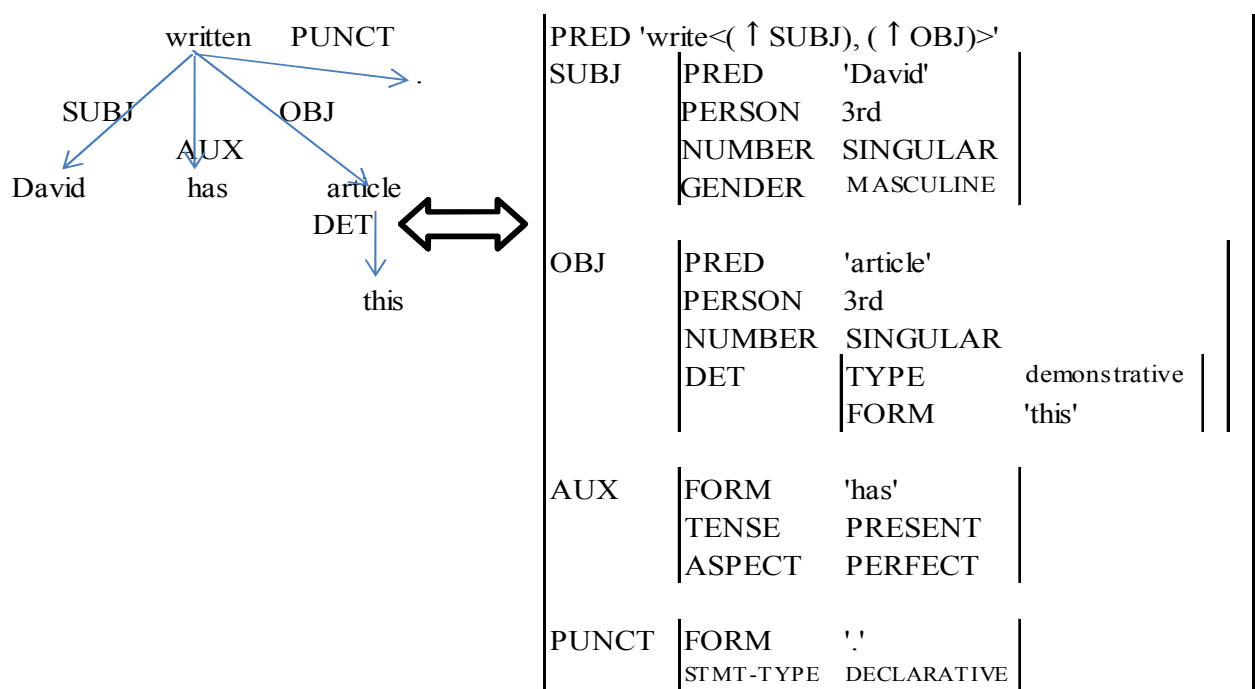 written PUNCT
.
SUBJ OBJ
AUX
David has article
DET
this
PRED 'write<( ↑ SUBJ), ( ↑ OBJ)>'
SUBJ PRED 'David'
PERSON 3rd
NUMBER SINGULAR
GENDER MASCULINE
OBJ PRED 'article'
PERSON 3rd
NUMBER SINGULAR
DET TYPE demonstrative
FORM 'this'
AUX FORM 'has'
TENSE PRESENT
ASPECT PERFECT
PUNCT FORM '.'
STMT-TYPE DECLARATIVE